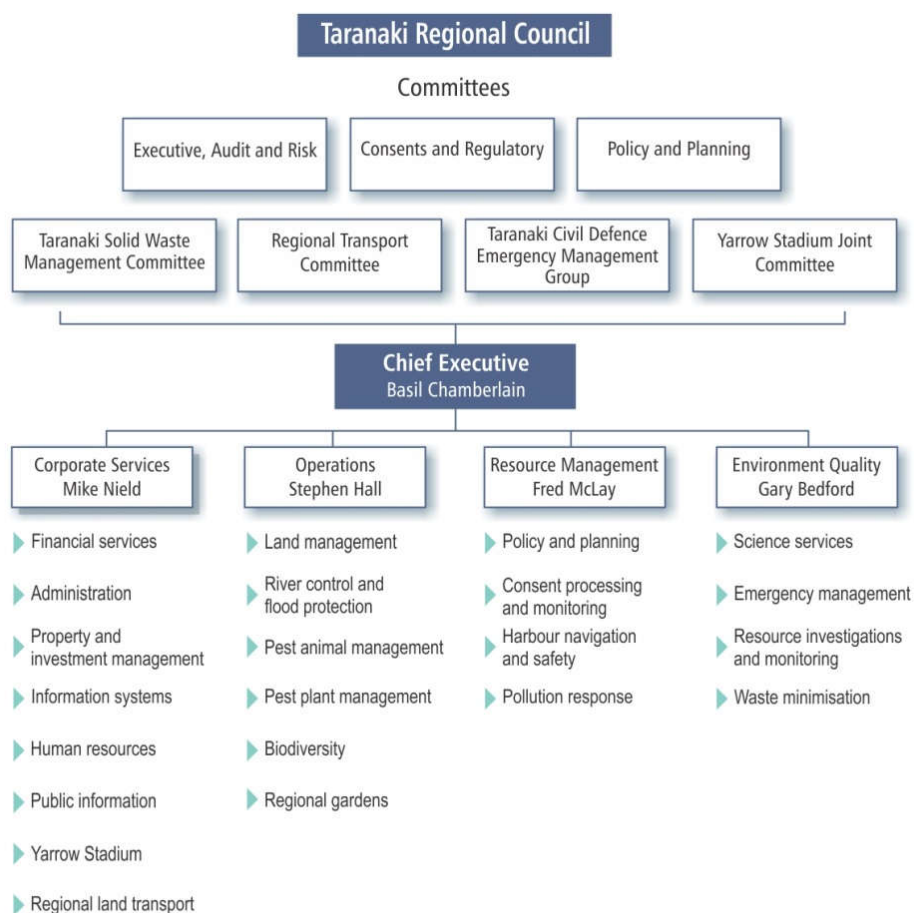 Taranaki Regional Council
Committees
Executive, Audit and Risk
Consents and Regulatory
Policy and Planning
Taranaki Solid Waste
Management Committee
Regional Transport
Committee
Taranaki Civil Defence
Emergency Management
Group
Yarrow Stadium Joint
Committee
Chief Executive
Basil Chamberlain
Corporate Services
Mike Nield
Financial services
Administration
Property and
investment management
Information systems
Human resources
Public information
Yarrow Stadium
Regional land transport
Operations
Stephen Hall
Land management
River control and
flood protection
Pest animal management
Pest plant management
Biodiversity
Regional gardens
Resource Management
Fred McLay
Policy and planning
Consent processing
and monitoring
Harbour navigation
and safety
Pollution response
Environment Quality
Gary Bedford
Science services
Emergency management
Resource investigations
and monitoring
Waste minimisation